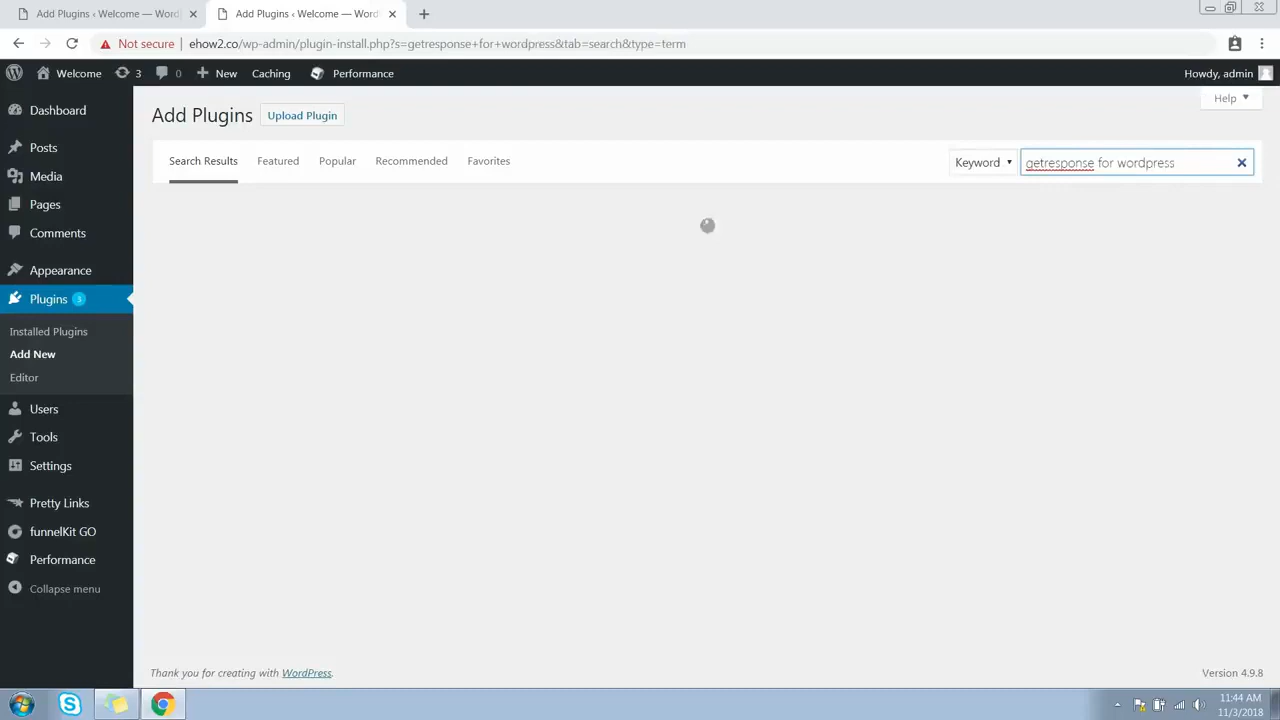 Add Plugins ‹ Welcome — WordP
Add Plugins ‹ Welcome — Word
Not secure
ehow2.co/wp-admin/plugin-install.php?s=getresponse+for+wordpress&tab=search&type=term
Welcome
3
0
New
Caching
Performance
Howdy, admin
Dashboard
Posts
Media
Pages
Comments
Appearance
Plugins 3
Installed Plugins
Add New
Editor
Users
Tools
Settings
Pretty Links
funnelKit GO
Performance
Collapse menu
Help
Add Plugins
Upload Plugin
Search Results
Featured
Popular
Recommended
Favorites
Keyword
getresponse for wordpress
Thank you for creating with WordPress.
Version 4.9.8
11:44 AM
11/3/2018